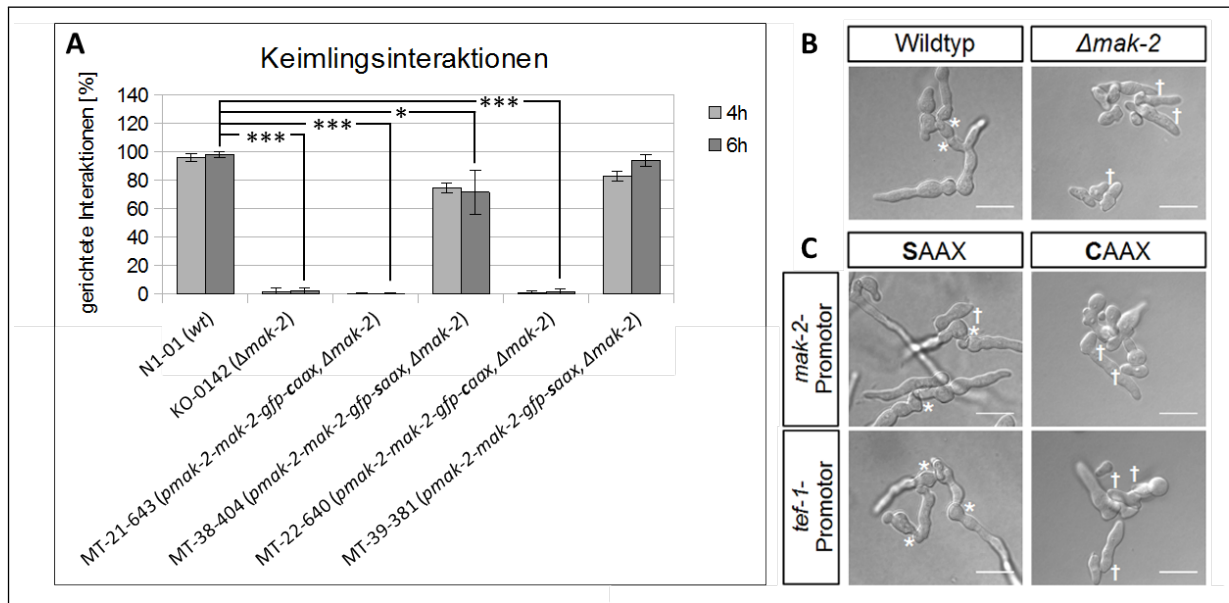 A
Keimlingsinteraktionen
gerichtete Interaktionen [%]
140
120
100
80
60
40
20
0
***
*
***
***
4h
6h
N1-01 (wt)
KO-0142 (Δmak-2)
MT-21-643 (pmak-2-mak-2-gfp-caax, Δmak-2)
MT-38-404 (pmak-2-mak-2-gfp-saax, Δmak-2)
MT-22-640 (pmak-2-mak-2-gfp-caax, Δmak-2)
MT-39-381 (pmak-2-mak-2-gfp-saax, Δmak-2)
B
Wildtyp
Δmak-2
*
*
†
†
†
C
SAAX
CAAX
mak-2-
Promotor
†
*
*
†
†
tef-1-
Promotor
*
*
*
†
†
†